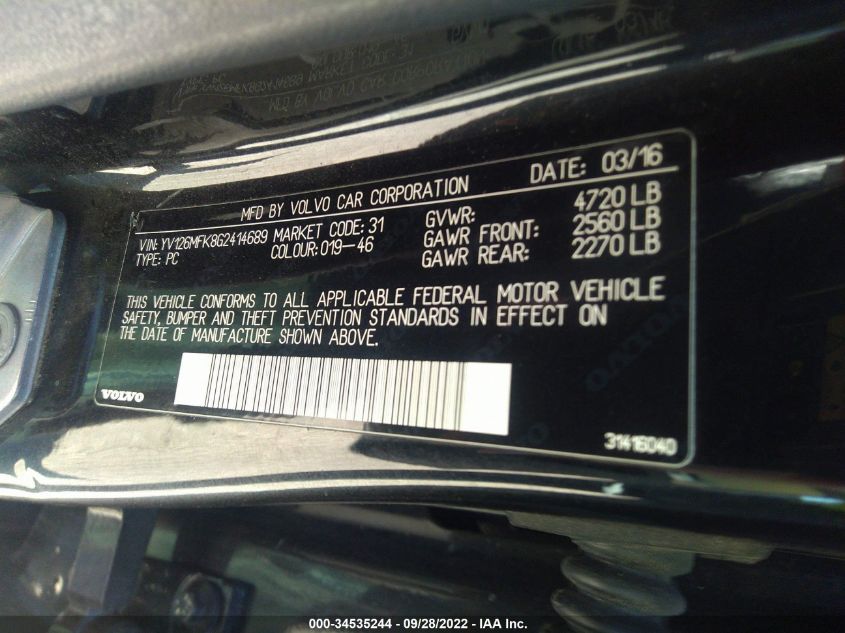 MFD BY VOLVO CAR CORPORATION DATE: 03/16
VIN: YV126MFK8G2414689 MARKET CODE: 31 GVWR: 4720 LB
TYPE: PC COLOUR: 019-46 GAWR FRONT: 2560 LB
GAWR REAR: 2270 LB
THIS VEHICLE CONFORMS TO ALL APPLICABLE FEDERAL MOTOR VEHICLE
SAFETY, BUMPER AND THEFT PREVENTION STANDARDS IN EFFECT ON
THE DATE OF MANUFACTURE SHOWN ABOVE.
VOLVO
31416040
000-34535244 - 09/28/2022 - IAA Inc.